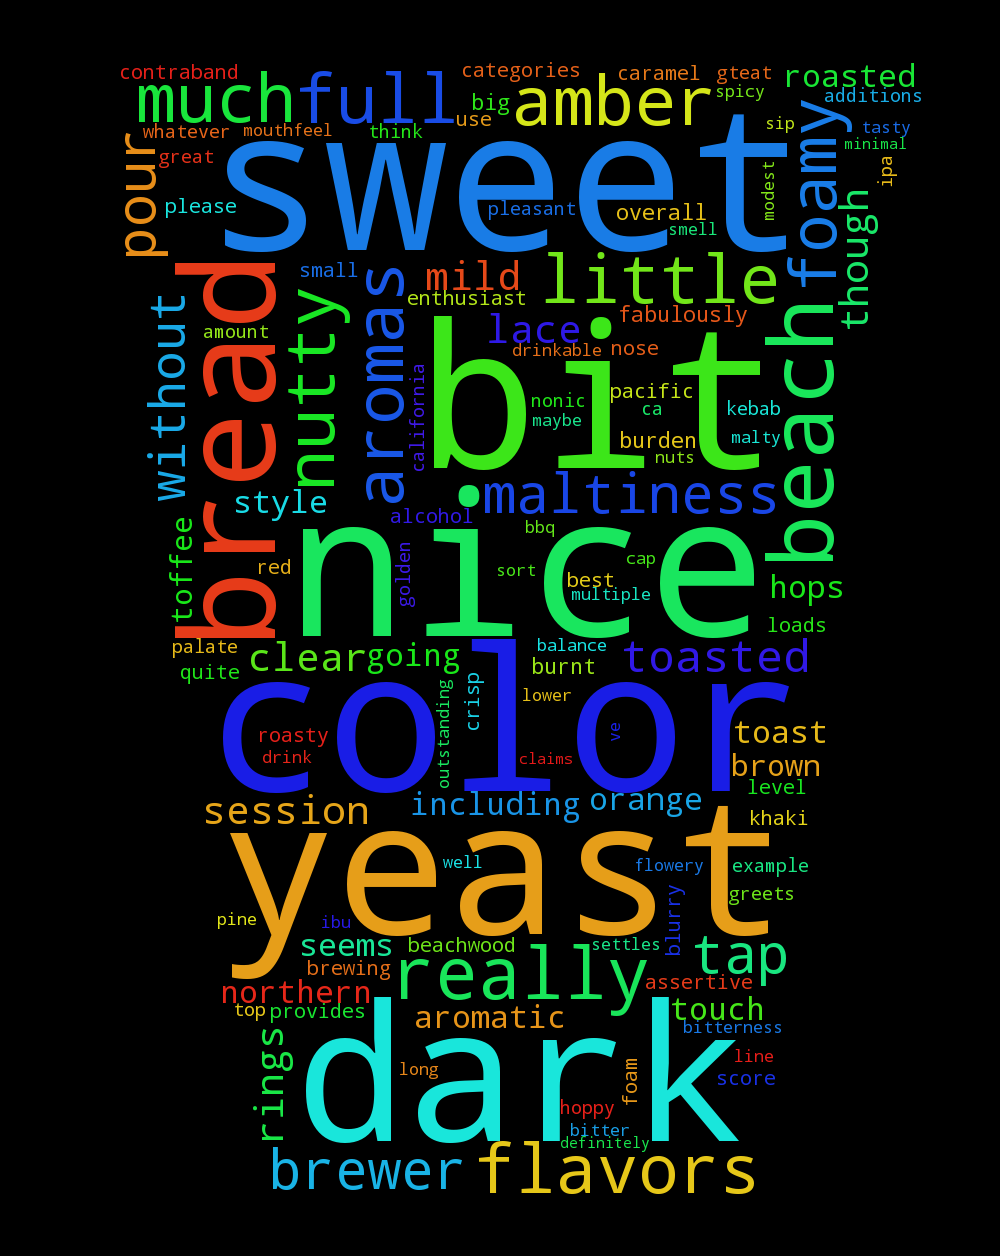 contraband
categories
caramel
gteat
roasted
much
full
big
amber
spicy
additions
use
whatever
mouthfeel
think
sip
tasty
minimal
great
pour
sweet
foamy
ipa
modest
please
pleasant
overall
smell
though
small
mild
little
enthusiast
bread
nutty
aromas
without
amount
lace
fabulously
drinkable
nose
beach
bit
california
nonic
maybe
pacific
ca
kebab
burden
malty
nuts
style
maltiness
alcohol
bbq
toffee
red
golden
nice
sort
cap
best
multiple
hops
loads
palate
quite
clear
going
balance
burnt
toasted
color
outstanding
crisp
lower
roasty
drink
ve
claims
toast
brown
level
session
including
orange
khaki
yeast
well
flowery
example
greets
blurry
pine
ibu
seems
beachwood
settles
brewing
really
tap
northern
assertive
top
provides
aromatic
touch
bitterness
rings
dark
long
foam
line
score
hoppy
bitter
definitely
brewer
flavors